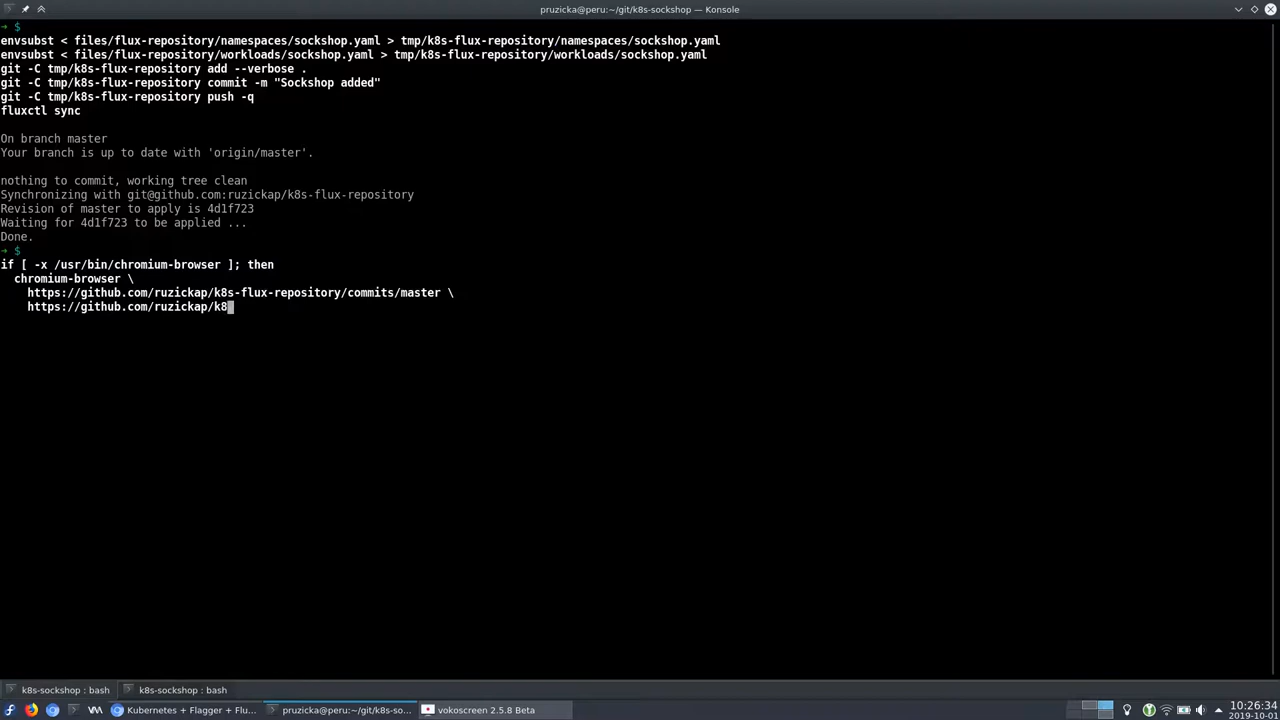 pruzicka@peru:~/git/k8s-sockshop — Konsole
➜ $
envsubst < files/flux-repository/namespaces/sockshop.yaml > tmp/k8s-flux-repository/namespaces/sockshop.yaml
envsubst < files/flux-repository/workloads/sockshop.yaml > tmp/k8s-flux-repository/workloads/sockshop.yaml
git -C tmp/k8s-flux-repository add --verbose .
git -C tmp/k8s-flux-repository commit -m "Sockshop added"
git -C tmp/k8s-flux-repository push -q
fluxctl sync
On branch master
Your branch is up to date with 'origin/master'.
nothing to commit, working tree clean
Synchronizing with git@github.com:ruzickap/k8s-flux-repository
Revision of master to apply is 4d1f723
Waiting for 4d1f723 to be applied ...
Done.
➜ $
if [ -x /usr/bin/chromium-browser ]; then
  chromium-browser \
    https://github.com/ruzickap/k8s-flux-repository/commits/master \
    https://github.com/ruzickap/k8
k8s-sockshop : bash
k8s-sockshop : bash
Kubernetes + Flagger + Flu...
pruzicka@peru:~/git/k8s-so...
vokoscreen 2.5.8 Beta
10:26:34
2019-10-01